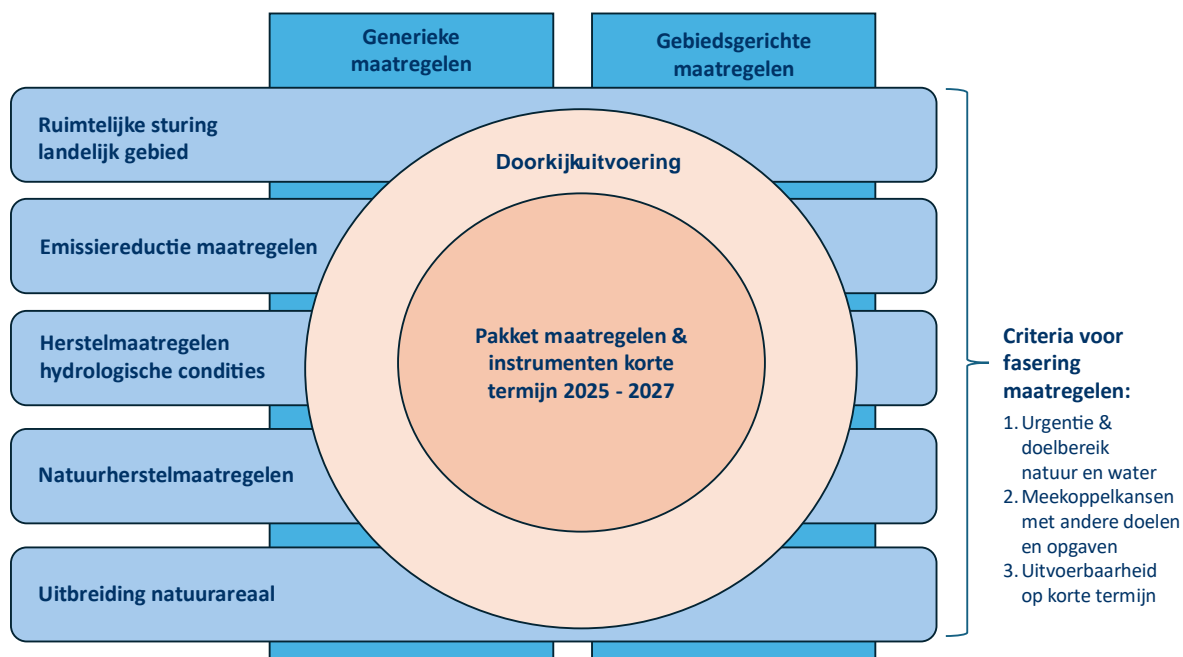 Generieke
maatregelen
Gebiedsgerichte
maatregelen
Ruimtelijke sturing
landelijk gebied
Doorkijkuitvoering
Emissiereductie maatregelen
Herstelmaatregelen
hydrologische condities
Pakket maatregelen &
instrumenten korte
termijn 2025 - 2027
Natuurherstelmaatregelen
Uitbreiding natuurareaal
Criteria voor
fasering
maatregelen:
1. Urgentie &
doelbereik
natuur en water
2. Meekoppelkansen
met andere doelen
en opgaven
3. Uitvoerbaarheid
op korte termijn